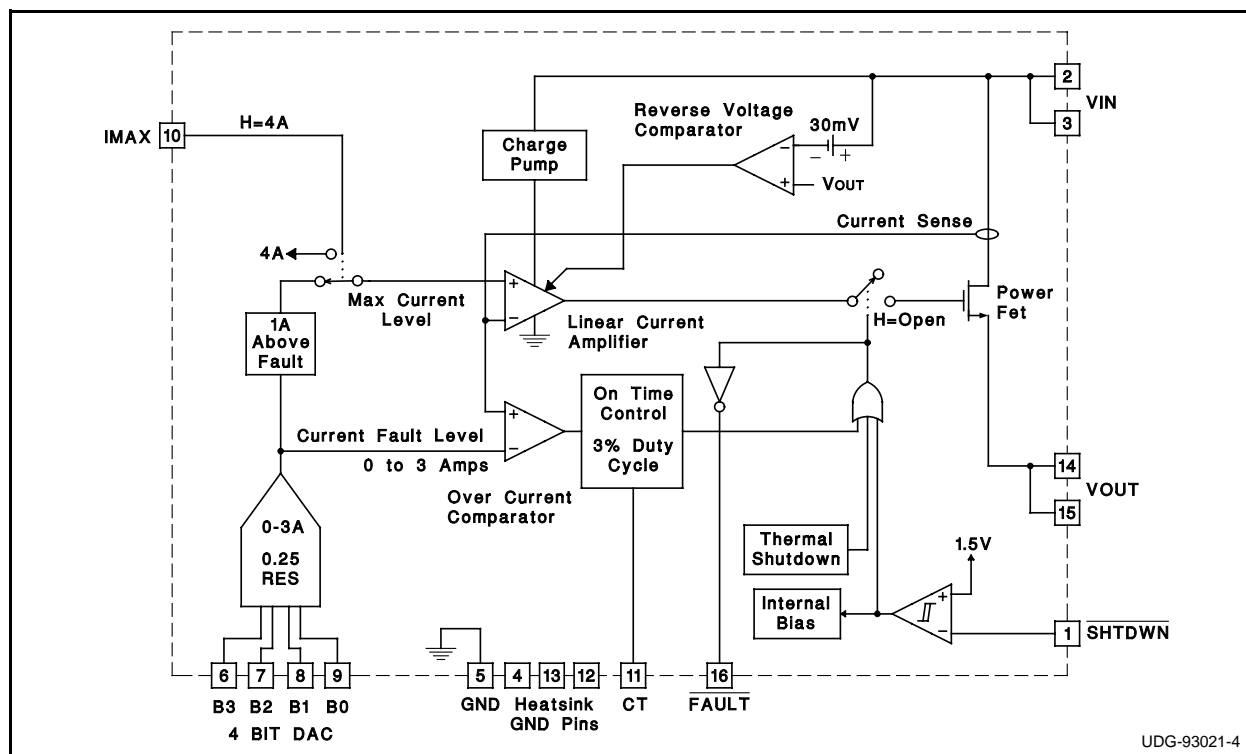 2
VIN
3
Reverse Voltage
Comparator
30mV
−
− +
+
VOUT
IMAX
10
H=4A
Charge
Pump
Current Sense
4A
Max Current
Level
+
−
Linear Current
Amplifier
H=Open
Power
Fet
1A
Above
Fault
On Time
Control
3% Duty
Cycle
+
−
Current Fault Level
0 to 3 Amps
Over Current
Comparator
14
VOUT
15
0-3A
0.25
RES
Thermal
Shutdown
1.5V
Internal
Bias
+
−
1
SHTDWN
6
7
8
9
5
4
13
12
11
16
B3
B2
B1
B0
GND
Heatsink
GND Pins
CT
FAULT
4 BIT DAC
UDG-93021-4